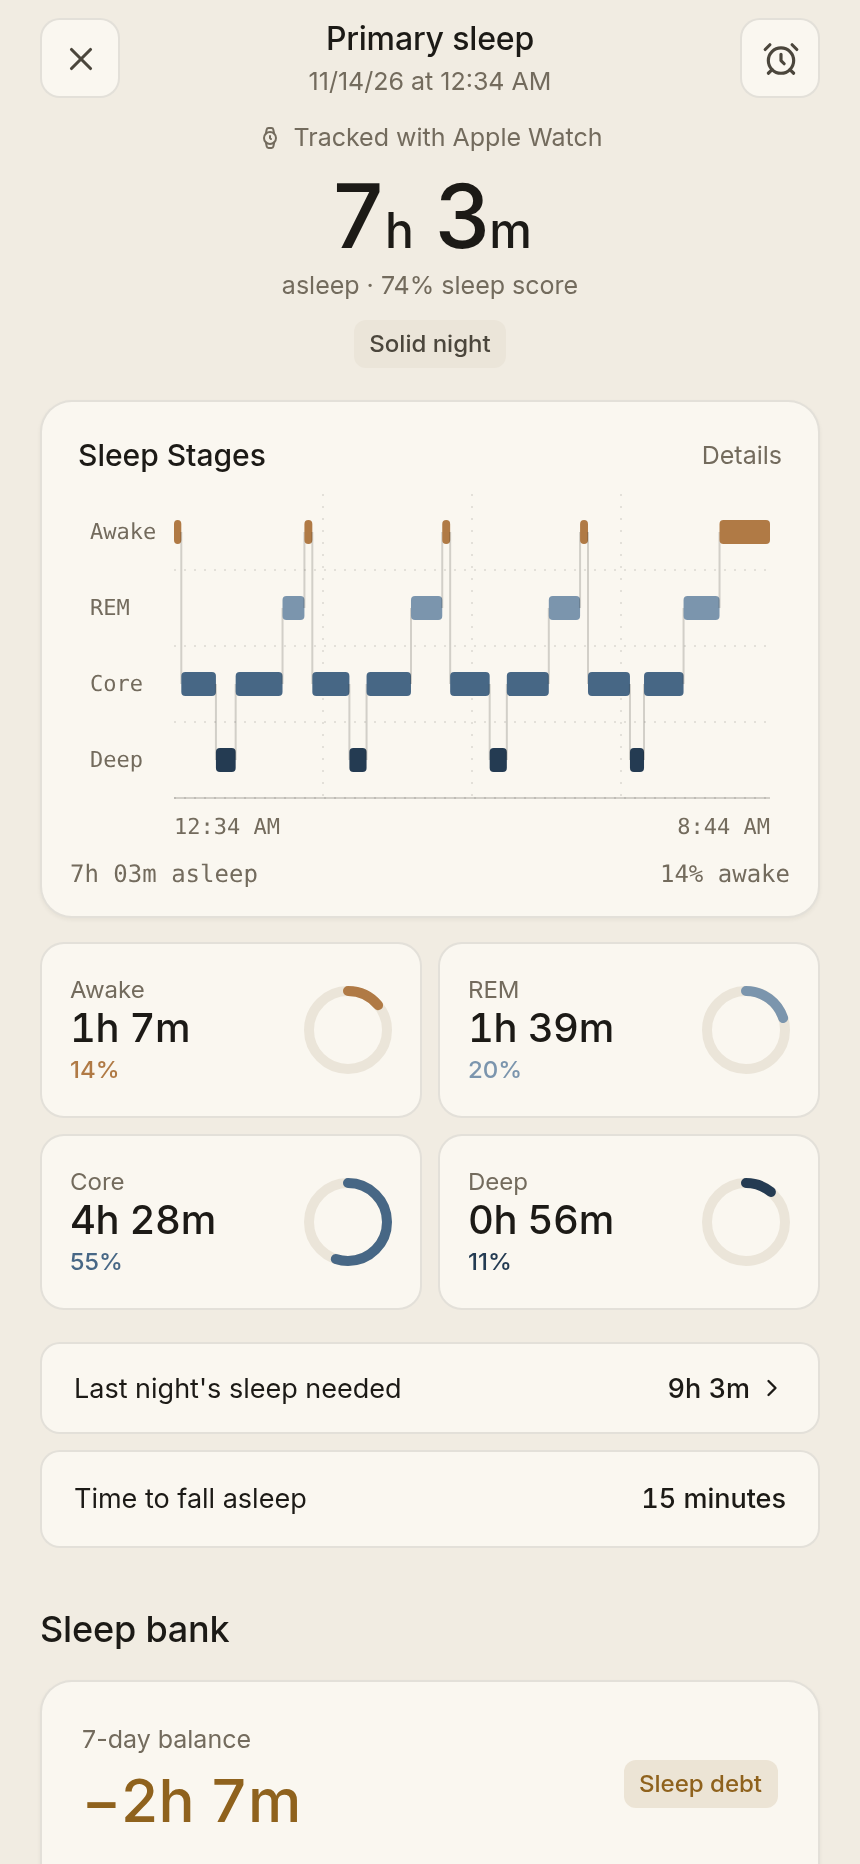 Primary sleep
11/14/26 at 12:34 AM
Tracked with Apple Watch
7h 3m
asleep · 74% sleep score
Solid night
Sleep Stages
Details
Awake
REM
Core
Deep
12:34 AM
8:44 AM
7h 03m asleep
14% awake
Awake
1h 7m
14%
REM
1h 39m
20%
Core
4h 28m
55%
Deep
0h 56m
11%
Last night's sleep needed
9h 3m
Time to fall asleep
15 minutes
Sleep bank
7-day balance
−2h 7m
Sleep debt